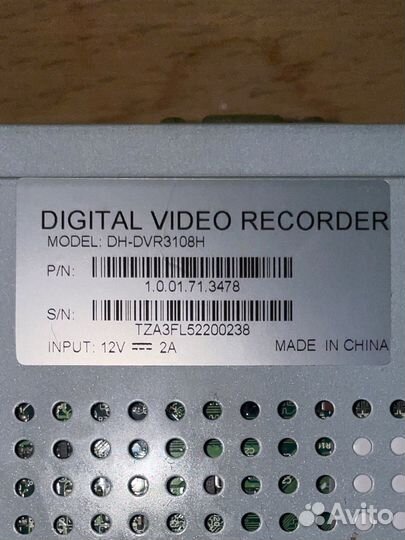 DIGITAL VIDEO RECORDER
MODEL: DH-DVR3108H
P/N:
1.0.01.71.3478
S/N:
TZA3FL52200238
INPUT: 12V ⎓ 2A MADE IN CHINA
Avito